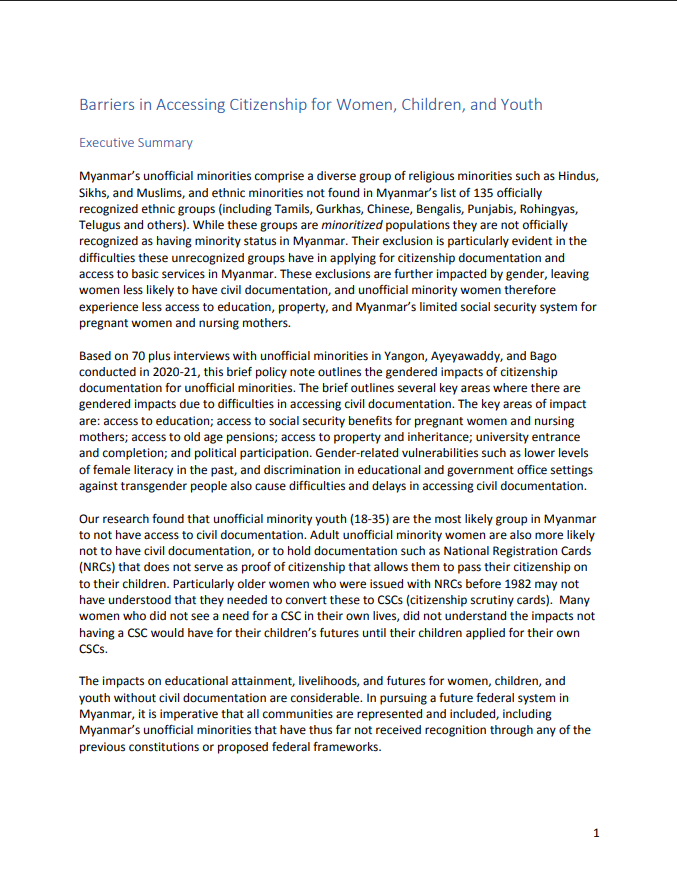 Barriers in Accessing Citizenship for Women, Children, and Youth
Executive Summary
Myanmar's unofficial minorities comprise a diverse group of religious minorities such as Hindus,
Sikhs, and Muslims, and ethnic minorities not found in Myanmar's list of 135 officially
recognized ethnic groups (including Tamils, Gurkhas, Chinese, Bengalis, Punjabis, Rohingyas,
Telugus and others). While these groups are minoritized populations they are not officially
recognized as having minority status in Myanmar. Their exclusion is particularly evident in the
difficulties these unrecognized groups have in applying for citizenship documentation and
access to basic services in Myanmar. These exclusions are further impacted by gender, leaving
women less likely to have civil documentation, and unofficial minority women therefore
experience less access to education, property, and Myanmar's limited social security system for
pregnant women and nursing mothers.
Based on 70 plus interviews with unofficial minorities in Yangon, Ayeyawaddy, and Bago
conducted in 2020-21, this brief policy note outlines the gendered impacts of citizenship
documentation for unofficial minorities. The brief outlines several key areas where there are
gendered impacts due to difficulties in accessing civil documentation. The key areas of impact
are: access to education; access to social security benefits for pregnant women and nursing
mothers; access to old age pensions; access to property and inheritance; university entrance
and completion; and political participation. Gender-related vulnerabilities such as lower levels
of female literacy in the past, and discrimination in educational and government office settings
against transgender people also cause difficulties and delays in accessing civil documentation.
Our research found that unofficial minority youth (18-35) are the most likely group in Myanmar
to not have access to civil documentation. Adult unofficial minority women are also more likely
not to have civil documentation, or to hold documentation such as National Registration Cards
(NRCs) that does not serve as proof of citizenship that allows them to pass their citizenship on
to their children. Particularly older women who were issued with NRCs before 1982 may not
have understood that they needed to convert these to CSCs (citizenship scrutiny cards).  Many
women who did not see a need for a CSC in their own lives, did not understand the impacts not
having a CSC would have for their children's futures until their children applied for their own
CSCs.
The impacts on educational attainment, livelihoods, and futures for women, children, and
youth without civil documentation are considerable. In pursuing a future federal system in
Myanmar, it is imperative that all communities are represented and included, including
Myanmar's unofficial minorities that have thus far not received recognition through any of the
previous constitutions or proposed federal frameworks.
1